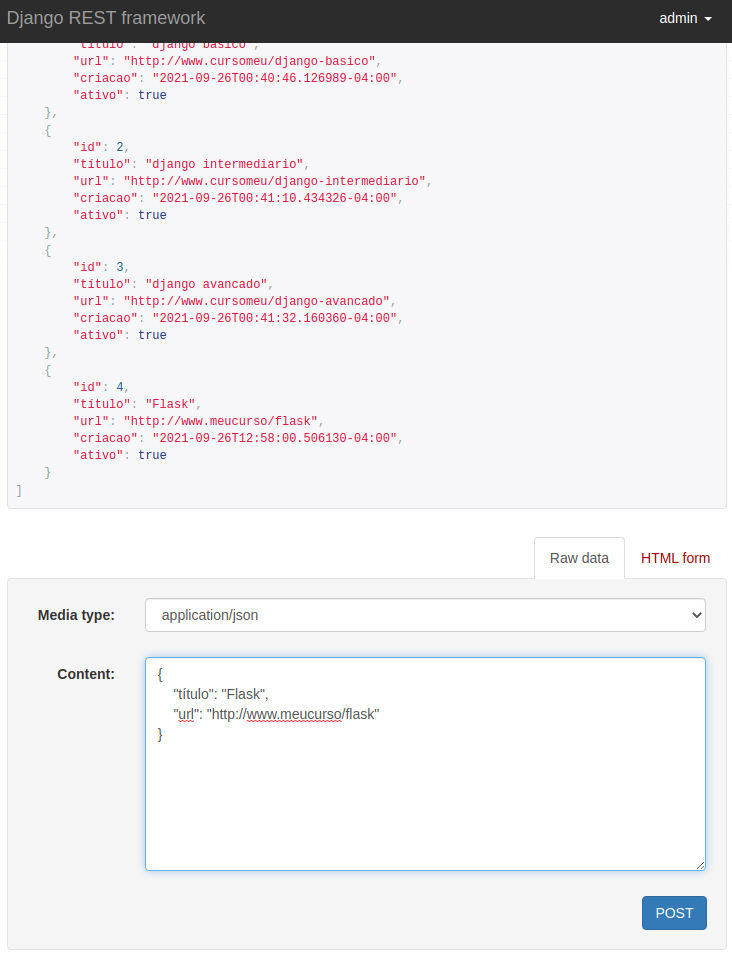 Django REST framework
admin
"título": "django basico",
"url": "http://www.cursomeu/django-basico",
"criacao": "2021-09-26T00:40:46.126989-04:00",
"ativo": true
},
{
"id": 2,
"título": "django intermediario",
"url": "http://www.cursomeu/django-intermediario",
"criacao": "2021-09-26T00:41:10.434326-04:00",
"ativo": true
},
{
"id": 3,
"título": "django avancado",
"url": "http://www.cursomeu/django-avancado",
"criacao": "2021-09-26T00:41:32.160360-04:00",
"ativo": true
},
{
"id": 4,
"título": "Flask",
"url": "http://www.meucurso/flask",
"criacao": "2021-09-26T12:58:00.506130-04:00",
"ativo": true
}
]
Raw data
HTML form
Media type:
application/json
Content:
{
"título": "Flask",
"url": "http://www.meucurso/flask"
}
POST